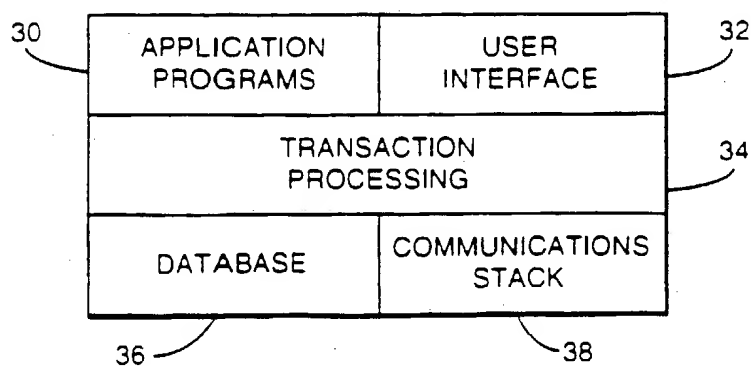 30
APPLICATION
PROGRAMS
USER
INTERFACE
32
TRANSACTION
PROCESSING
34
DATABASE
COMMUNICATIONS
STACK
36
38